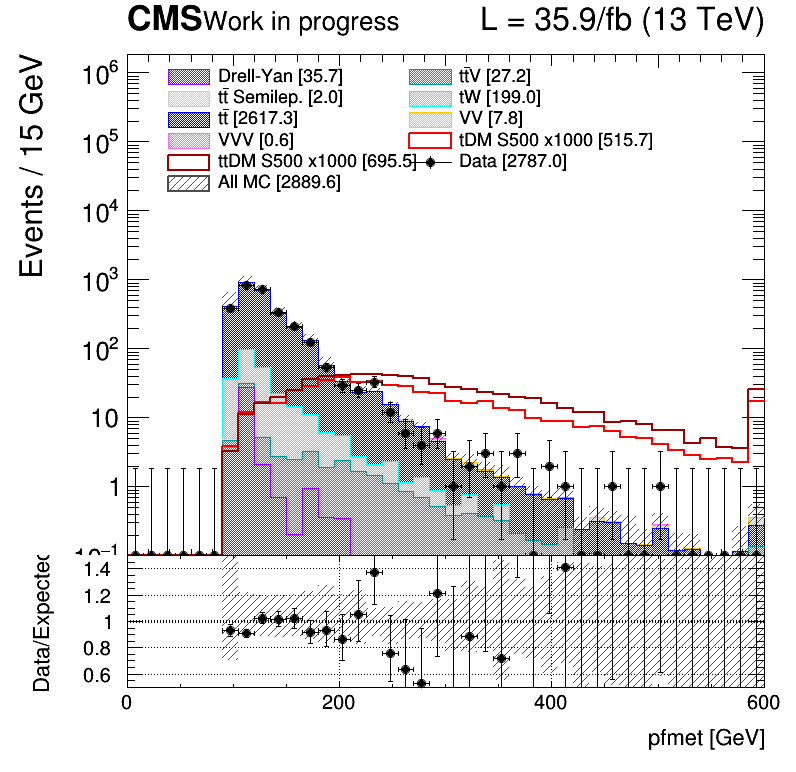 CMS Work in progress L = 35.9/fb (13 TeV)
Events / 15 GeV
10⁶
10⁵
10⁴
10³
10²
10
1
10⁻¹
Drell-Yan [35.7]
tt̄V [27.2]
tt̄ Semilep. [2.0]
tW [199.0]
tt̄ [2617.3]
VV [7.8]
VVV [0.6]
tDM S500 x1000 [515.7]
ttDM S500 x1000 [695.5]
Data [2787.0]
All MC [2889.6]
Data/Expected
1.4
1.2
1
0.8
0.6
0 200 400 600
pfmet [GeV]